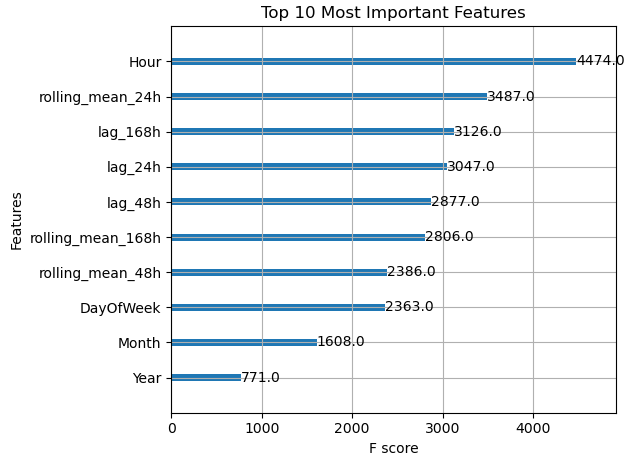 Top 10 Most Important Features
Features
Hour 4474.0
rolling_mean_24h 3487.0
lag_168h 3126.0
lag_24h 3047.0
lag_48h 2877.0
rolling_mean_168h 2806.0
rolling_mean_48h 2386.0
DayOfWeek 2363.0
Month 1608.0
Year 771.0
0 1000 2000 3000 4000
F score